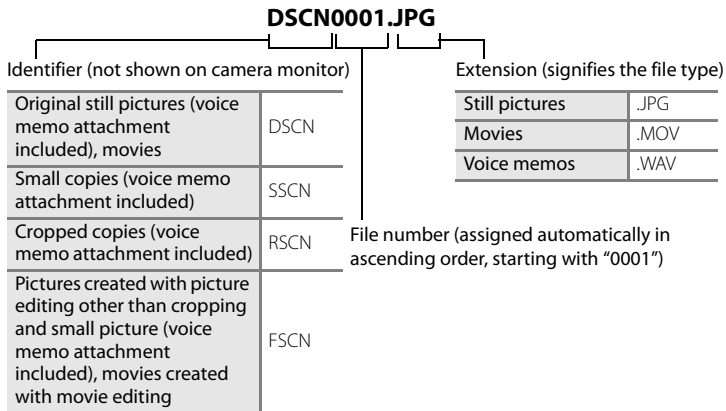 DSCN0001.JPG
Identifier (not shown on camera monitor)
Original still pictures (voice
memo attachment
included), movies
DSCN
Small copies (voice memo
attachment included)
SSCN
Cropped copies (voice
memo attachment included)
RSCN
Pictures created with picture
editing other than cropping
and small picture (voice
memo attachment
included), movies created
with movie editing
FSCN
Extension (signifies the file type)
Still pictures .JPG
Movies .MOV
Voice memos .WAV
File number (assigned automatically in
ascending order, starting with “0001”)